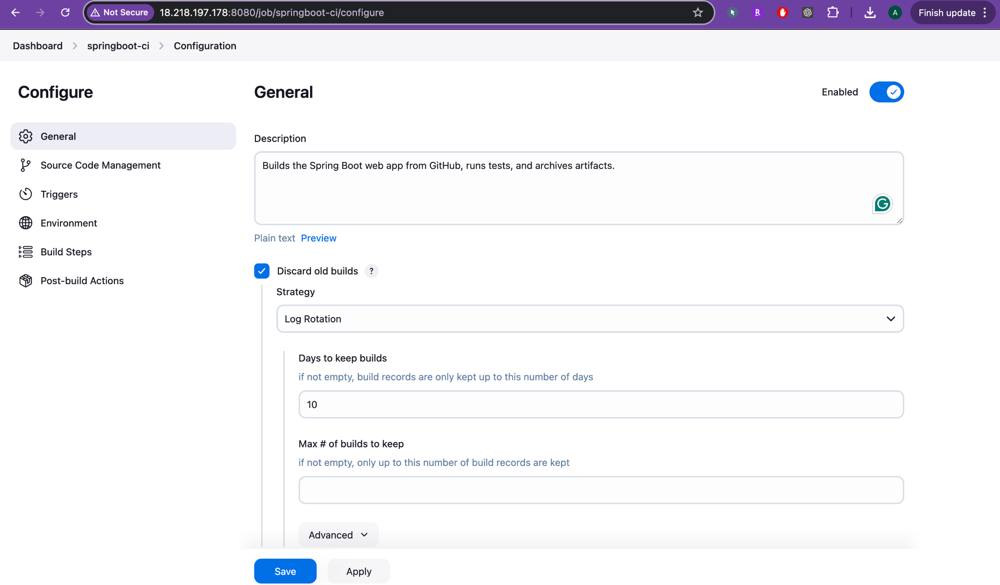 Not Secure 18.218.197.178:8080/job/springboot-ci/configure R A Finish update
Dashboard springboot-ci Configuration
Configure
General
Source Code Management
Triggers
Environment
Build Steps
Post-build Actions
General
Enabled
Description
Builds the Spring Boot web app from GitHub, runs tests, and archives artifacts.
G
Plain text Preview
Discard old builds ?
Strategy
Log Rotation
Days to keep builds
if not empty, build records are only kept up to this number of days
10
Max # of builds to keep
if not empty, only up to this number of build records are kept
Advanced
Save Apply